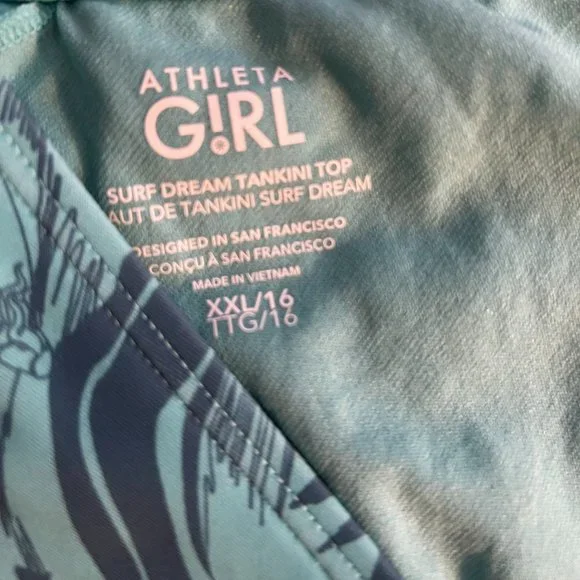 ATHLETA
G!RL
SURF DREAM TANKINI TOP
AUT DE TANKINI SURF DREAM
DESIGNED IN SAN FRANCISCO
CONÇU À SAN FRANCISCO
MADE IN VIETNAM
XXL/16
TTG/16